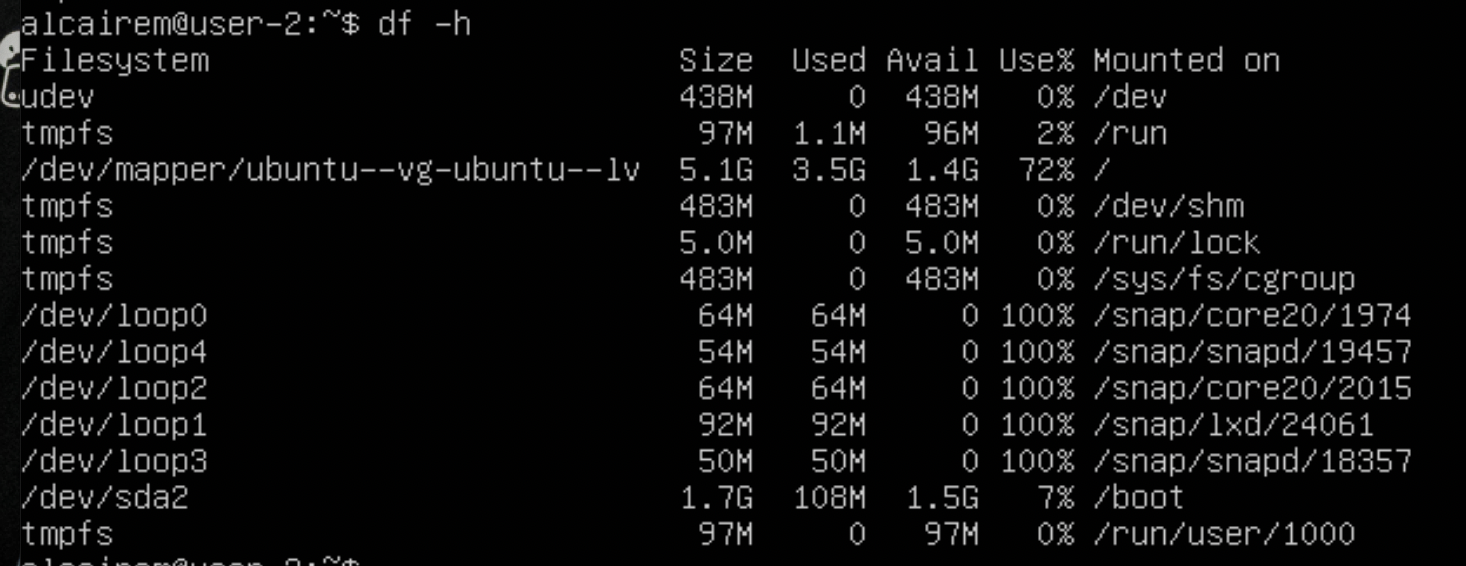 alcairem@user-2:~$ df -h
Filesystem                         Size  Used Avail Use% Mounted on
udev                               438M     0  438M   0% /dev
tmpfs                               97M  1.1M   96M   2% /run
/dev/mapper/ubuntu--vg-ubuntu--lv  5.1G  3.5G  1.4G  72% /
tmpfs                              483M     0  483M   0% /dev/shm
tmpfs                              5.0M     0  5.0M   0% /run/lock
tmpfs                              483M     0  483M   0% /sys/fs/cgroup
/dev/loop0                          64M   64M     0 100% /snap/core20/1974
/dev/loop4                          54M   54M     0 100% /snap/snapd/19457
/dev/loop2                          64M   64M     0 100% /snap/core20/2015
/dev/loop1                          92M   92M     0 100% /snap/lxd/24061
/dev/loop3                          50M   50M     0 100% /snap/snapd/18357
/dev/sda2                          1.7G  108M  1.5G   7% /boot
tmpfs                               97M     0   97M   0% /run/user/1000
alcairem@user-2:~$